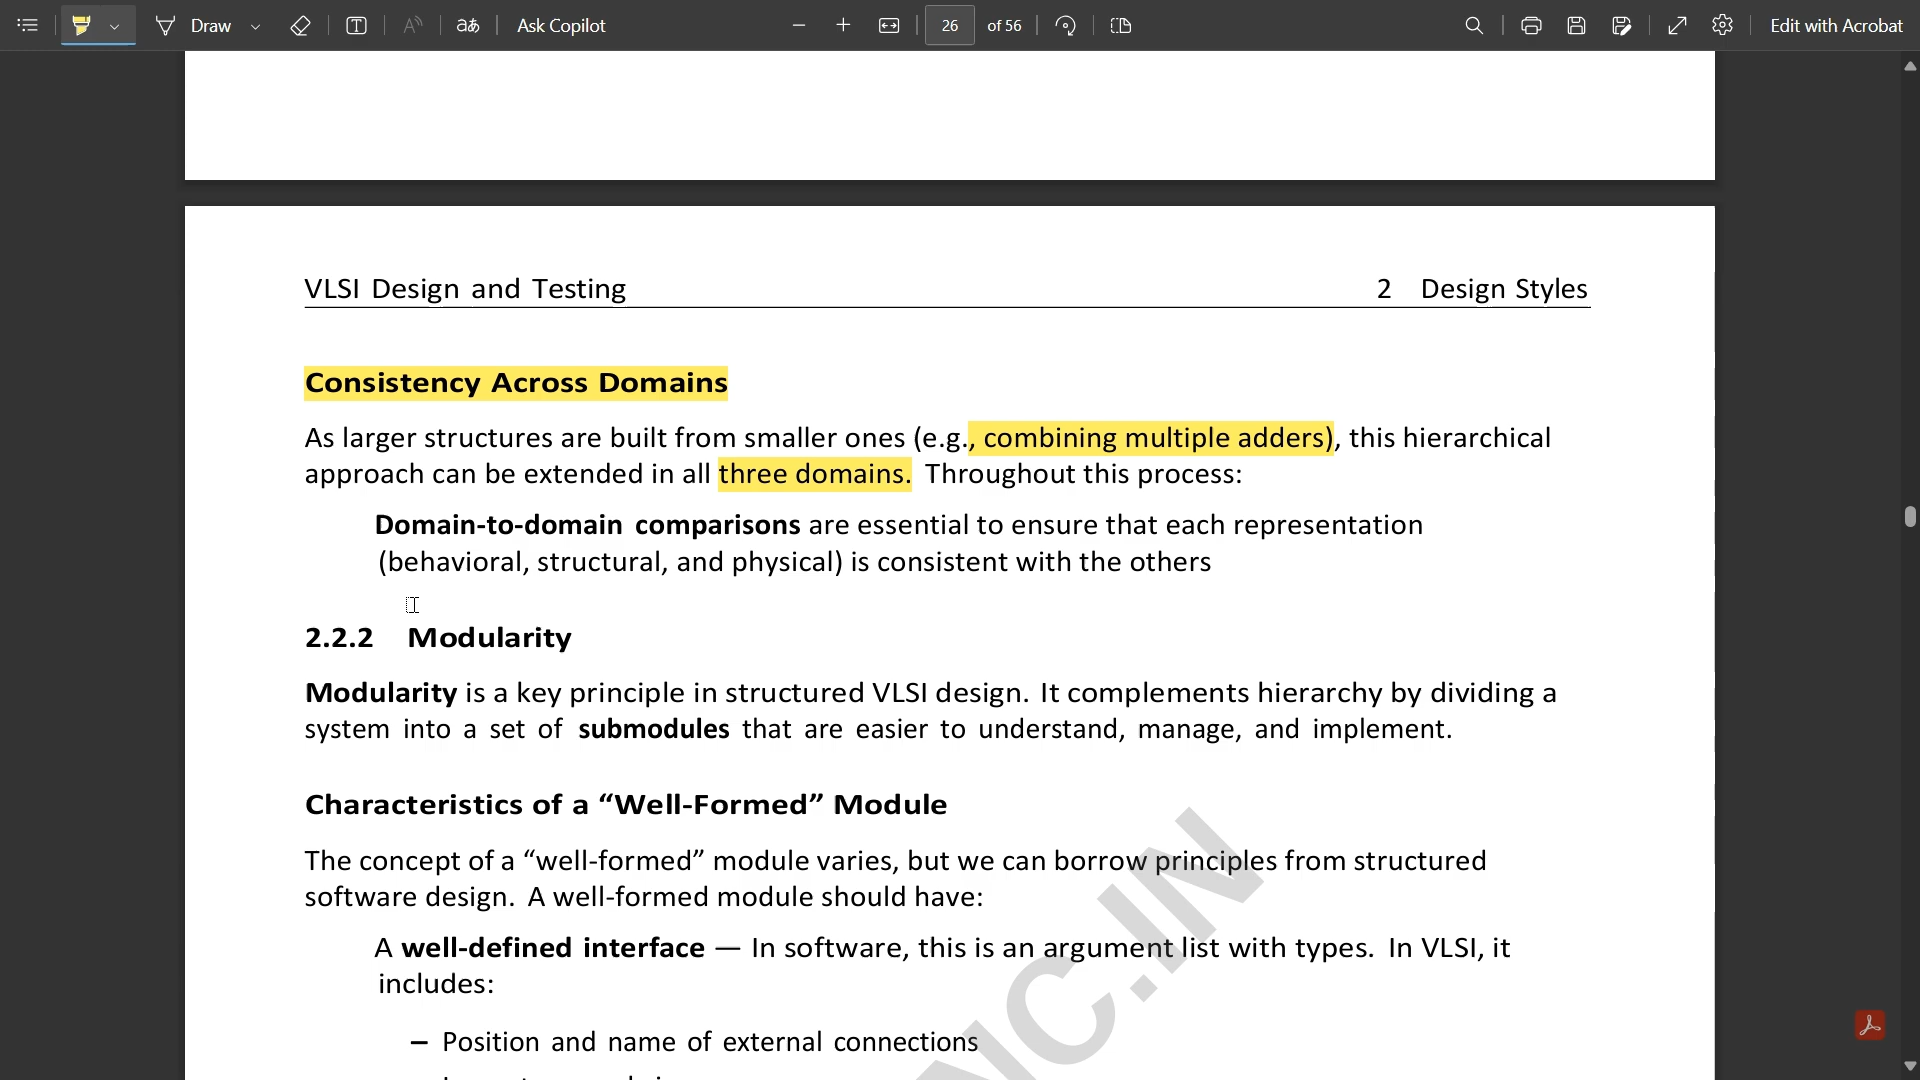 Draw
aあ
Ask Copilot
26 of 56
Edit with Acrobat
VLSI Design and Testing
2 Design Styles
Consistency Across Domains
As larger structures are built from smaller ones (e.g., combining multiple adders), this hierarchical
approach can be extended in all three domains. Throughout this process:
Domain-to-domain comparisons are essential to ensure that each representation
(behavioral, structural, and physical) is consistent with the others
2.2.2 Modularity
Modularity is a key principle in structured VLSI design. It complements hierarchy by dividing a
system into a set of submodules that are easier to understand, manage, and implement.
Characteristics of a “Well-Formed” Module
The concept of a “well-formed” module varies, but we can borrow principles from structured
software design. A well-formed module should have:
A well-defined interface — In software, this is an argument list with types. In VLSI, it
includes:
– Position and name of external connections
NC.IN